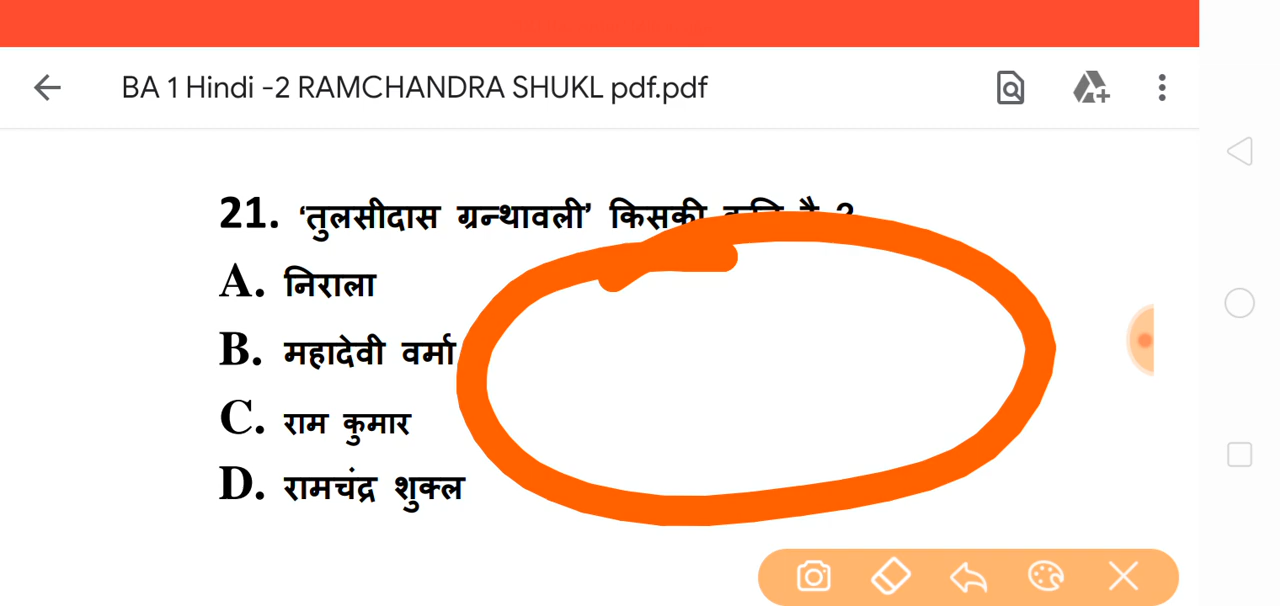 BA 1 Hindi -2 RAMCHANDRA SHUKL pdf.pdf
21. ‘तुलसीदास ग्रन्थावली’ किसकी कृति है ?
A. निराला
B. महादेवी वर्मा
C. राम कुमार
D. रामचंद्र शुक्ल